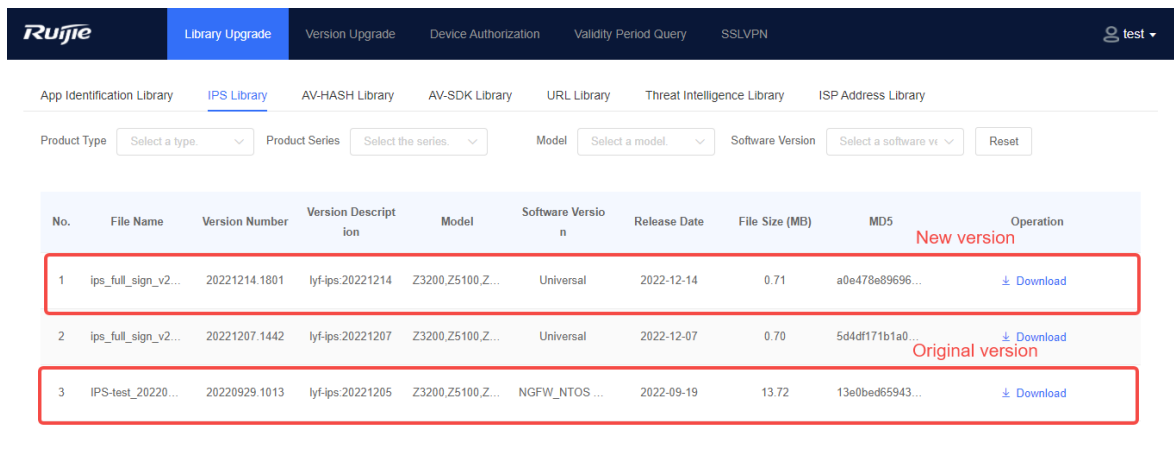 Ruijie Library Upgrade Version Upgrade Device Authorization Validity Period Query SSLVPN test
App Identification Library IPS Library AV-HASH Library AV-SDK Library URL Library Threat Intelligence Library ISP Address Library
Product Type Select a type. Product Series Select the series. Model Select a model. Software Version Select a software ve Reset
No. File Name Version Number Version Descript Model Software Versio Release Date File Size (MB) MD5 Operation
ion n
New version
1 ips_full_sign_v2... 20221214.1801 lyf-ips:20221214 Z3200,Z5100,Z... Universal 2022-12-14 0.71 a0e478e89696... Download
2 ips_full_sign_v2... 20221207.1442 lyf-ips:20221207 Z3200,Z5100,Z... Universal 2022-12-07 0.70 5d4df171b1a0... Download
Original version
3 IPS-test_20220... 20220929.1013 lyf-ips:20221205 Z3200,Z5100,Z... NGFW_NTOS ... 2022-09-19 13.72 13e0bed65943... Download